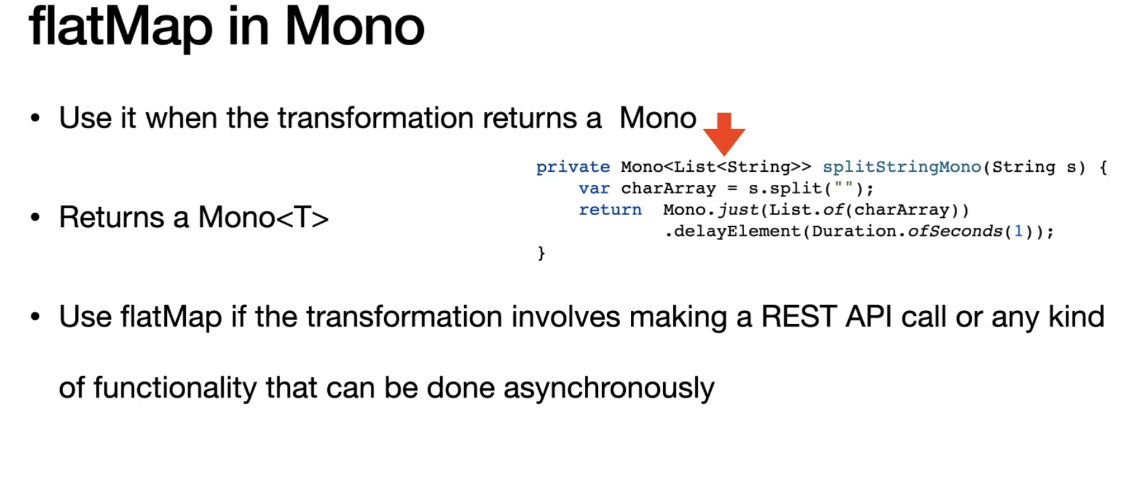 flatMap in Mono
• Use it when the transformation returns a  Mono
private Mono<List<String>> splitStringMono(String s) {
    var charArray = s.split("");
    return  Mono.just(List.of(charArray))
            .delayElement(Duration.ofSeconds(1));
}
• Returns a Mono<T>
• Use flatMap if the transformation involves making a REST API call or any kind
of functionality that can be done asynchronously